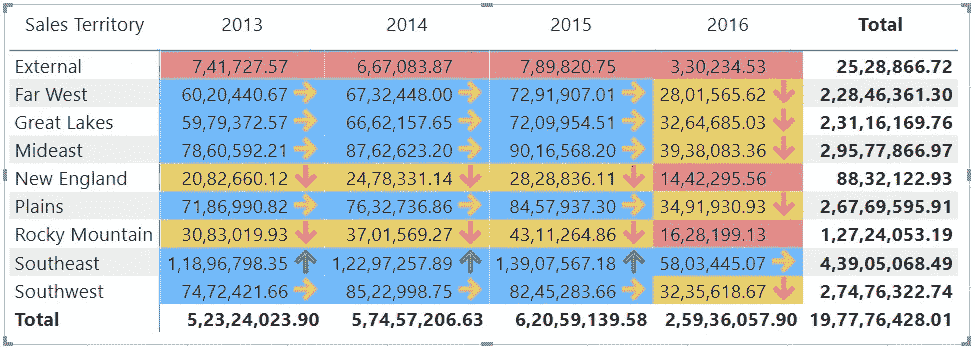 Sales Territory 2013 2014 2015 2016 Total
External 7,41,727.57 6,67,083.87 7,89,820.75 3,30,234.53 25,28,866.72
Far West 60,20,440.67 67,32,448.00 72,91,907.01 28,01,565.62 2,28,46,361.30
Great Lakes 59,79,372.57 66,62,157.65 72,09,954.51 32,64,685.03 2,31,16,169.76
Mideast 78,60,592.21 87,62,623.20 90,16,568.20 39,38,083.36 2,95,77,866.97
New England 20,82,660.12 24,78,331.14 28,28,836.11 14,42,295.56 88,32,122.93
Plains 71,86,990.82 76,32,736.86 84,57,937.30 34,91,930.93 2,67,69,595.91
Rocky Mountain 30,83,019.93 37,01,569.27 43,11,264.86 16,28,199.13 1,27,24,053.19
Southeast 1,18,96,798.35 1,22,97,257.89 1,39,07,567.18 58,03,445.07 4,39,05,068.49
Southwest 74,72,421.66 85,22,998.75 82,45,283.66 32,35,618.67 2,74,76,322.74
Total 5,23,24,023.90 5,74,57,206.63 6,20,59,139.58 2,59,36,057.90 19,77,76,428.01